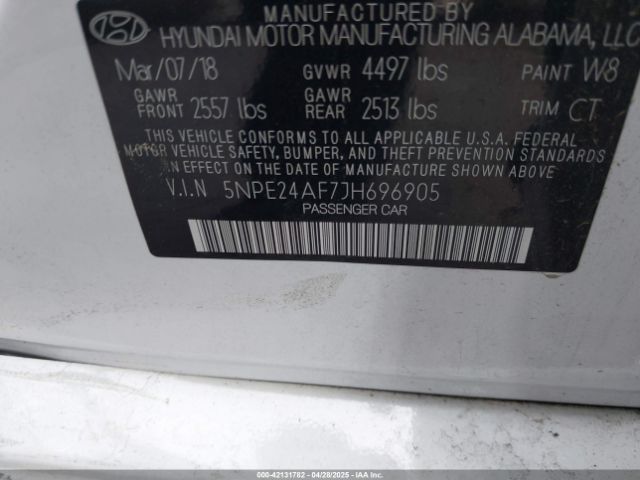 MANUFACTURED BY
HYUNDAI MOTOR MANUFACTURING ALABAMA, LLC
Mar/07/18 GVWR 4497 lbs PAINT W8
GAWR FRONT 2557 lbs GAWR REAR 2513 lbs TRIM CT
THIS VEHICLE CONFORMS TO ALL APPLICABLE U.S.A. FEDERAL
MOTOR VEHICLE SAFETY, BUMPER, AND THEFT PREVENTION STANDARDS
IN EFFECT ON THE DATE OF MANUFACTURE SHOWN ABOVE.
V.I.N 5NPE24AF7JH696905
PASSENGER CAR
000-42131782 - 04/28/2025 - IAAI.COM